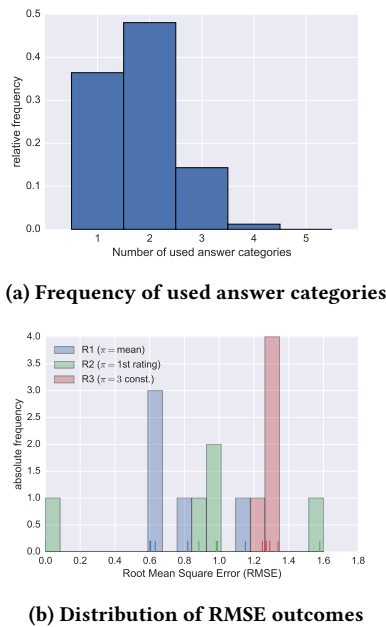 0.5
0.4
0.3
0.2
0.1
0.0
relative frequency
1 2 3 4 5
Number of used answer categories
(a) Frequency of used answer categories
4.0
3.5
3.0
2.5
2.0
1.5
1.0
0.5
0.0
absolute frequency
R1 (π = mean)
R2 (π = 1st rating)
R3 (π = 3 const.)
0.0 0.2 0.4 0.6 0.8 1.0 1.2 1.4 1.6 1.8
Root Mean Square Error (RMSE)
(b) Distribution of RMSE outcomes